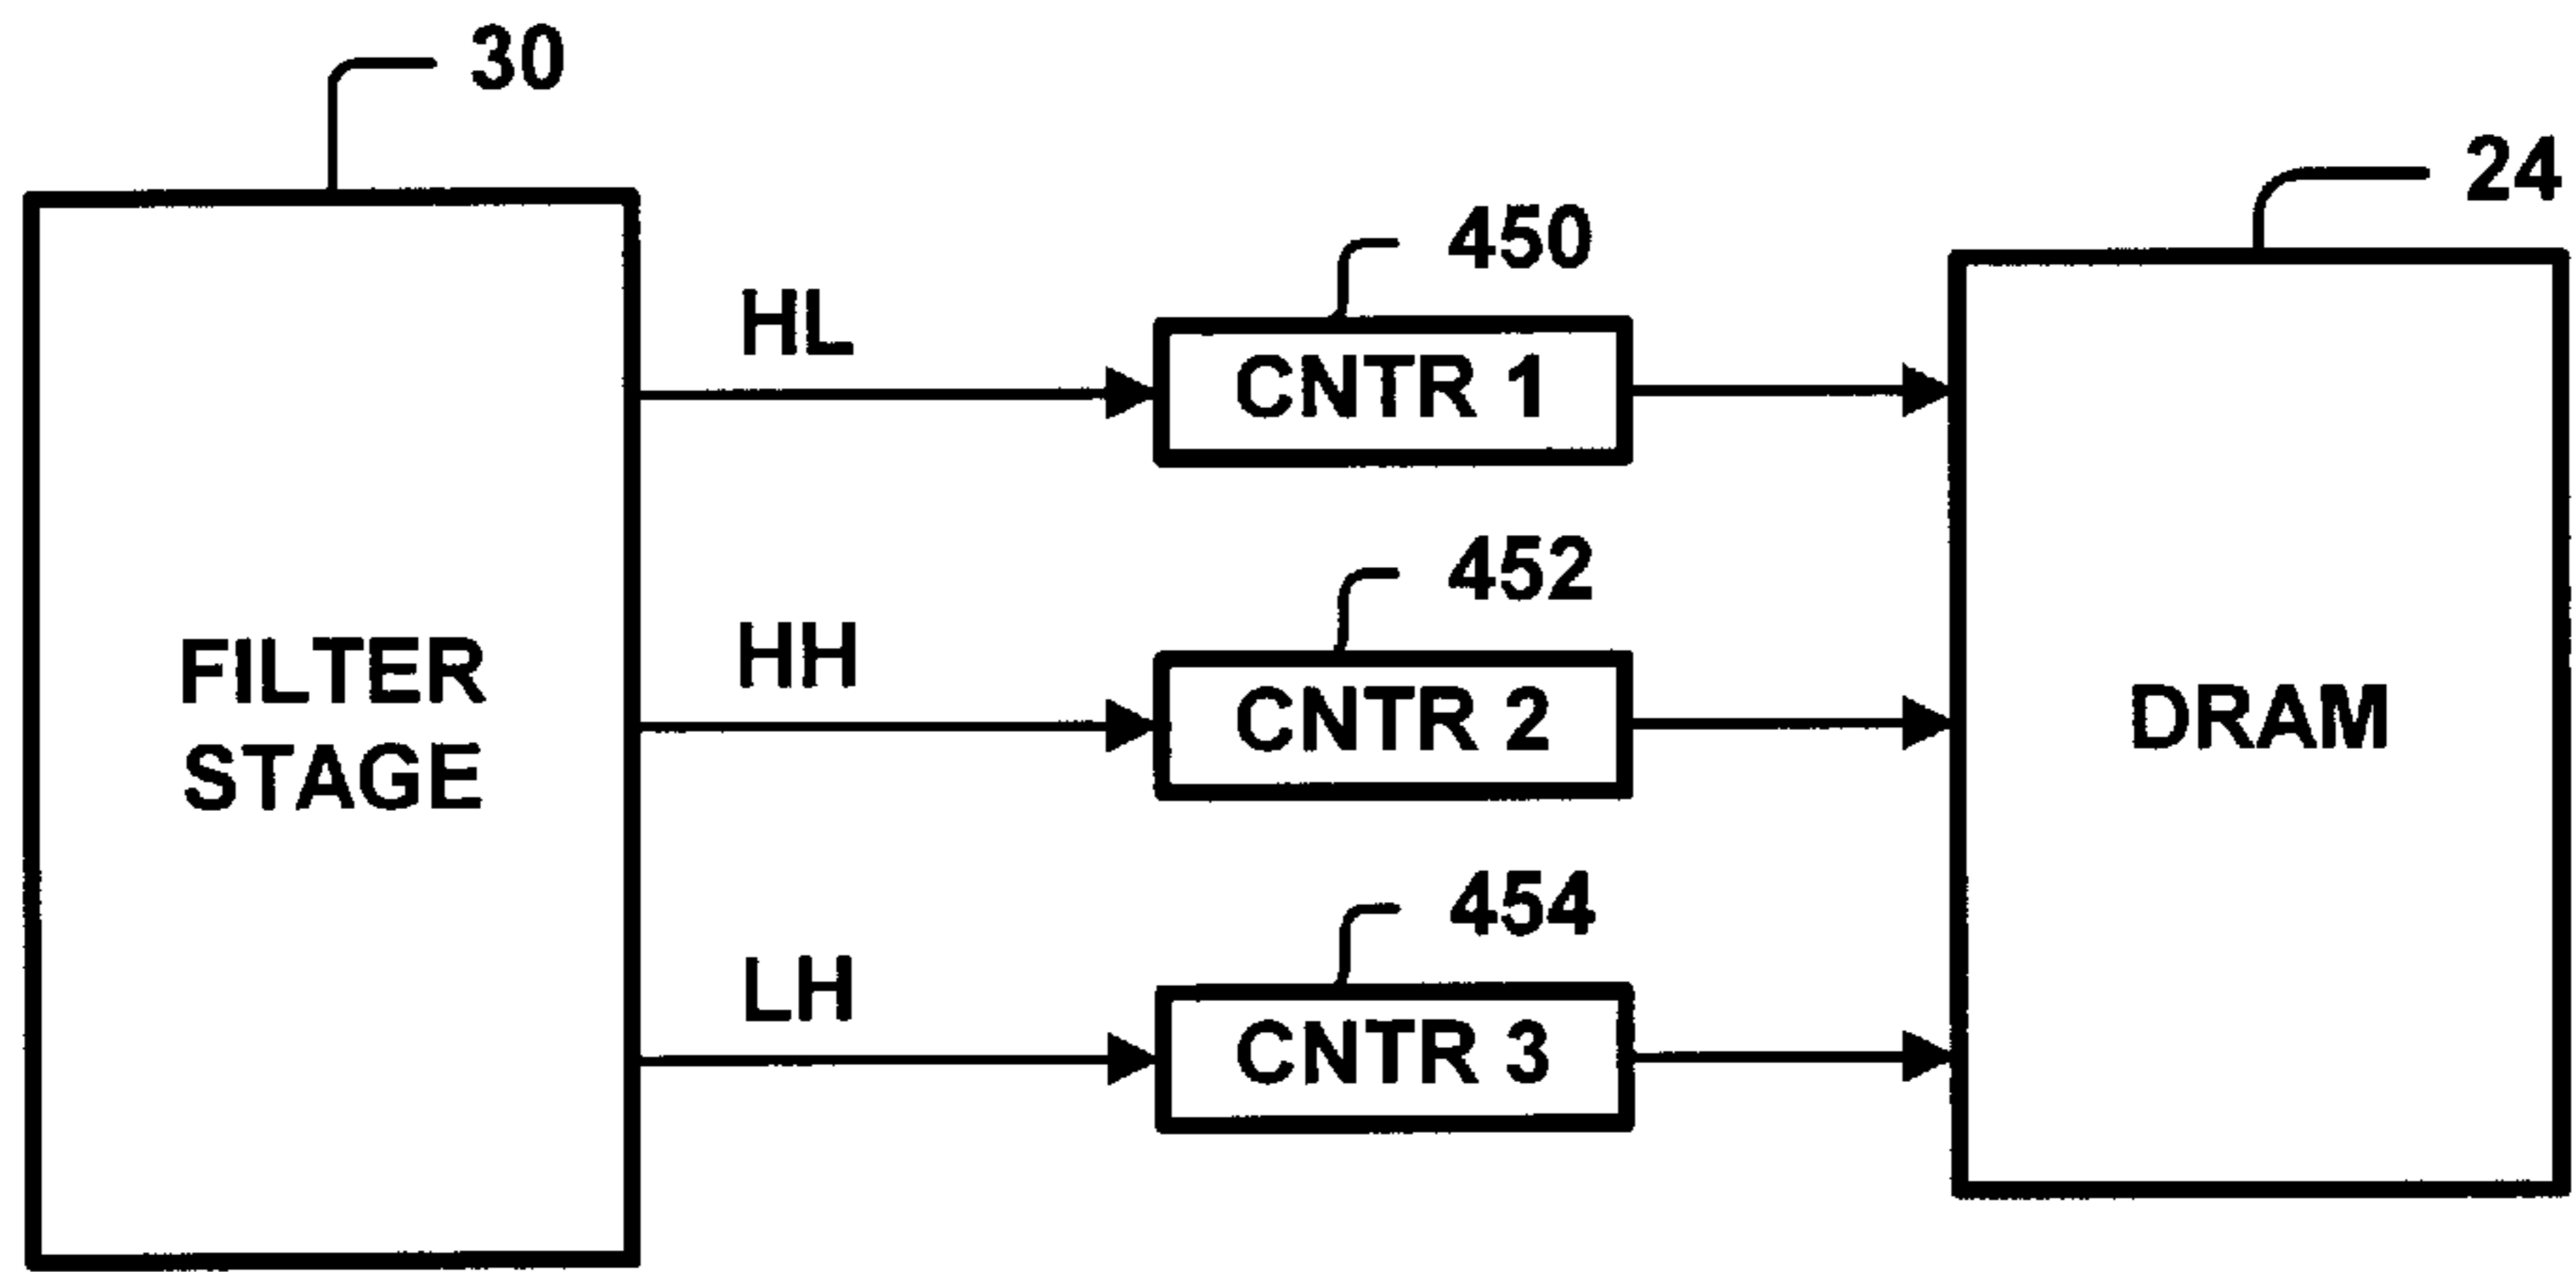 30
24
450
HL
CNTR 1
452
HH
CNTR 2
FILTER
STAGE
DRAM
454
LH
CNTR 3